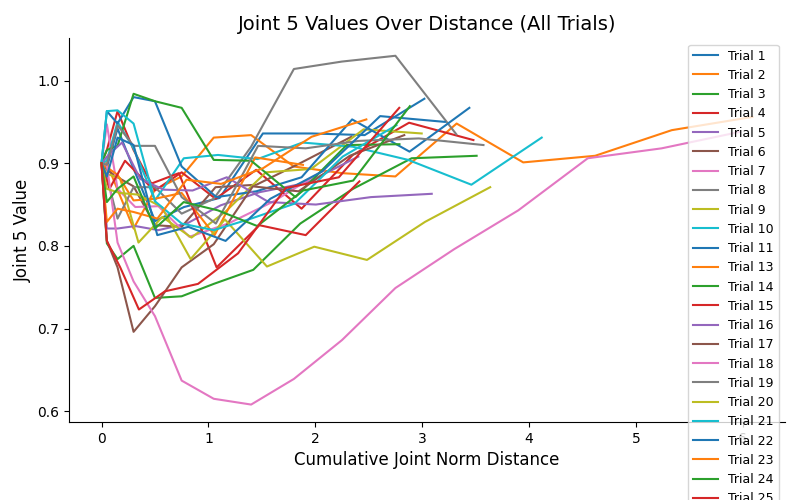 Joint 5 Values Over Distance (All Trials)
Joint 5 Value
1.0
0.9
0.8
0.7
0.6
0
1
2
3
4
5
6
Cumulative Joint Norm Distance
Trial 1
Trial 2
Trial 3
Trial 4
Trial 5
Trial 6
Trial 7
Trial 8
Trial 9
Trial 10
Trial 11
Trial 13
Trial 14
Trial 15
Trial 16
Trial 17
Trial 18
Trial 19
Trial 20
Trial 21
Trial 22
Trial 23
Trial 24
Trial 25